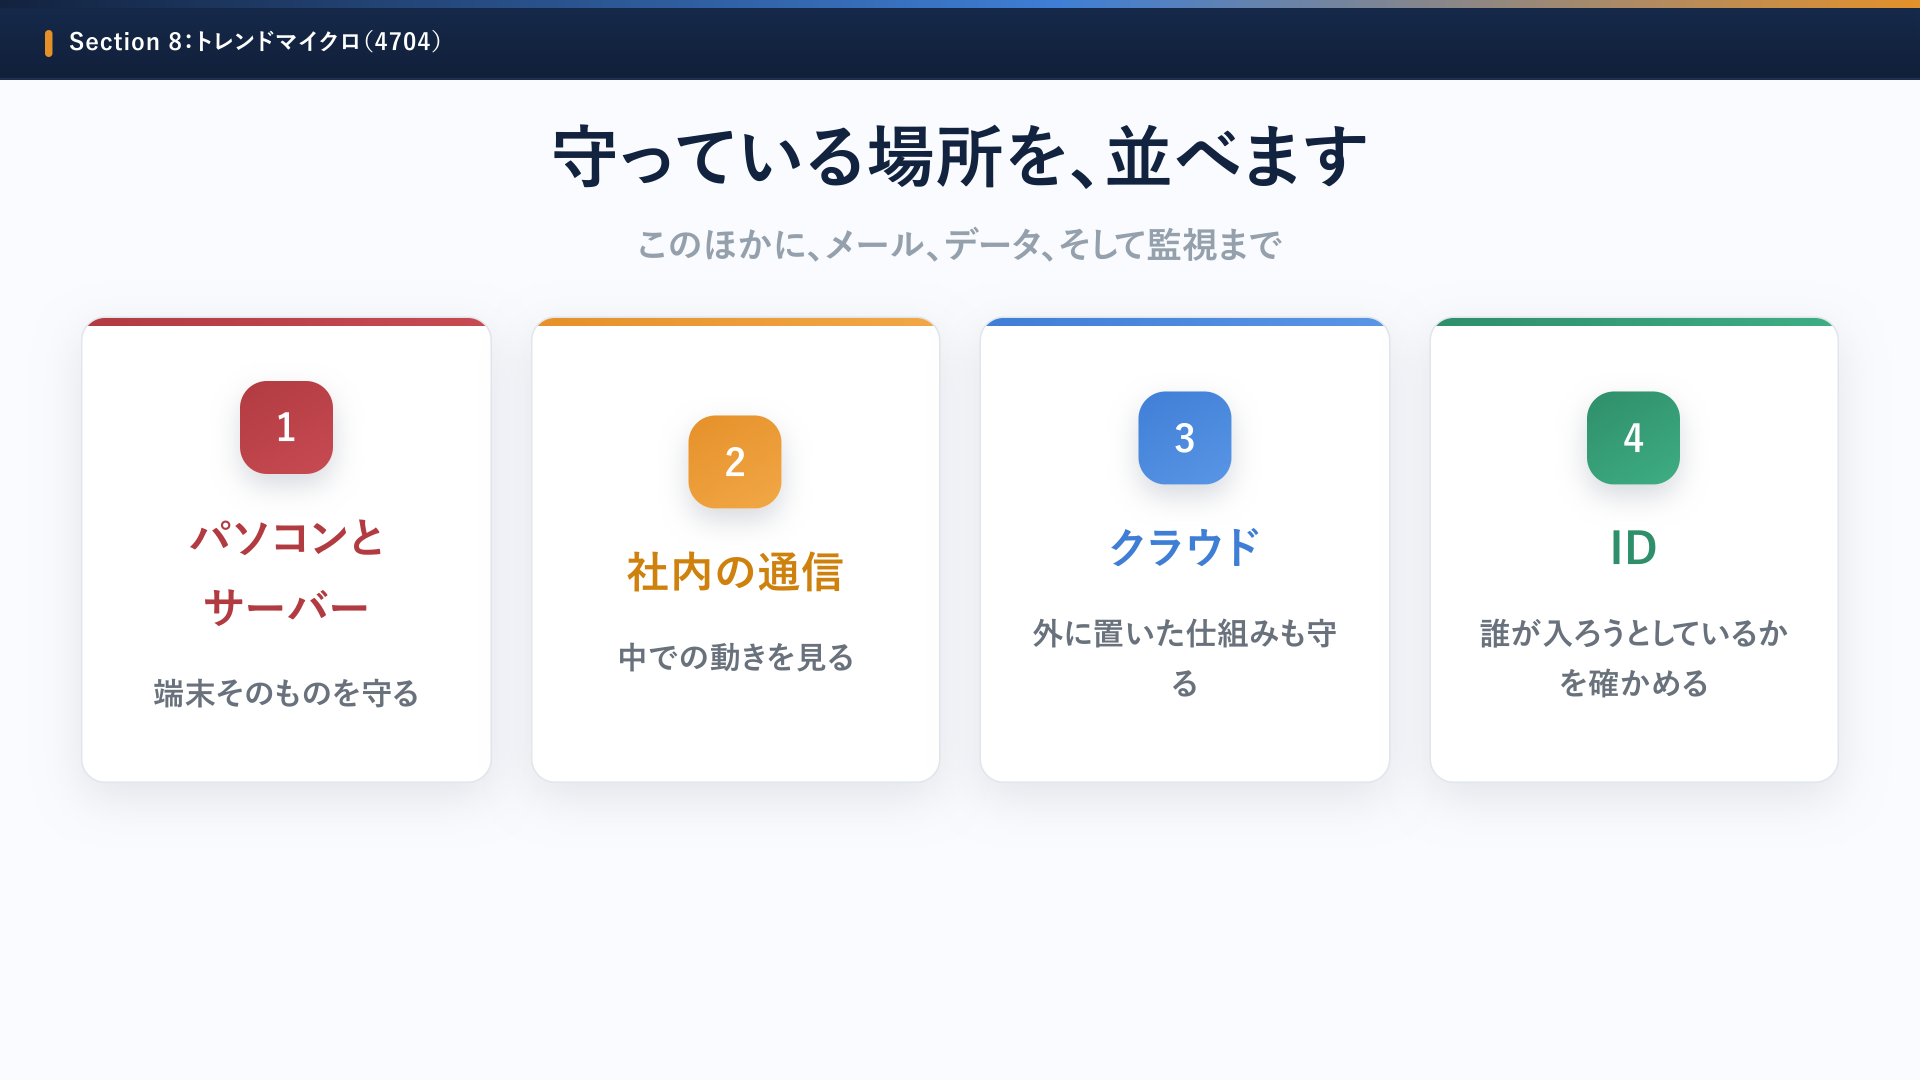 Section 8：トレンドマイクロ（4704）
守っている場所を、並べます
このほかに、メール、データ、そして監視まで
1
パソコンと
サーバー
端末そのものを守る
2
社内の通信
中での動きを見る
3
クラウド
外に置いた仕組みも守
る
4
ID
誰が入ろうとしているか
を確かめる